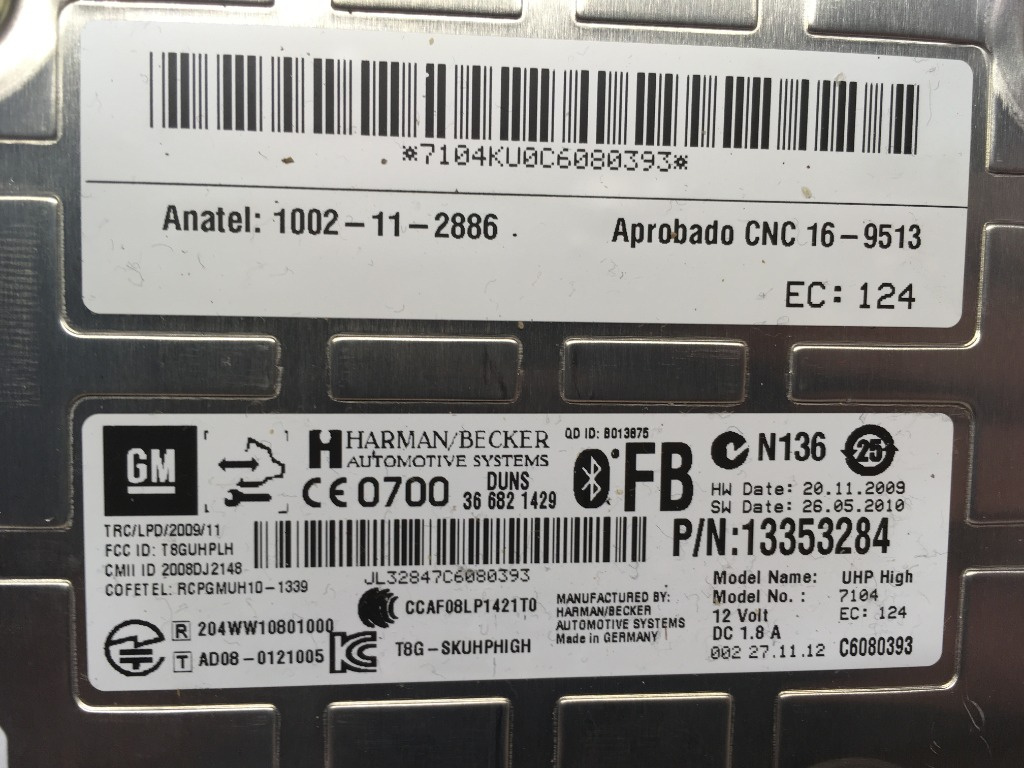 *7104KU0C6080393*
Anatel: 1002-11-2886 .
Aprobado CNC 16-9513
EC: 124
GM
HARMAN/BECKER
AUTOMOTIVE SYSTEMS
QD ID: B013875
FB
N136
25
CE 0700
DUNS
36 682 1429
HW Date: 20.11.2009
SW Date: 26.05.2010
TRC/LPD/2009/11
FCC ID: T8GUHPLH
CMII ID 2008DJ2148
COFETEL: RCPGMUH10-1339
JL32847C6080393
P/N:13353284
CCAF08LP1421T0
R 204WW10801000
T AD08-0121005
T8G-SKUHPHIGH
MANUFACTURED BY:
HARMAN/BECKER
AUTOMOTIVE SYSTEMS
Made in GERMANY
Model Name: UHP High
Model No.: 7104
12 Volt EC: 124
DC 1.8 A
002 27.11.12 C6080393